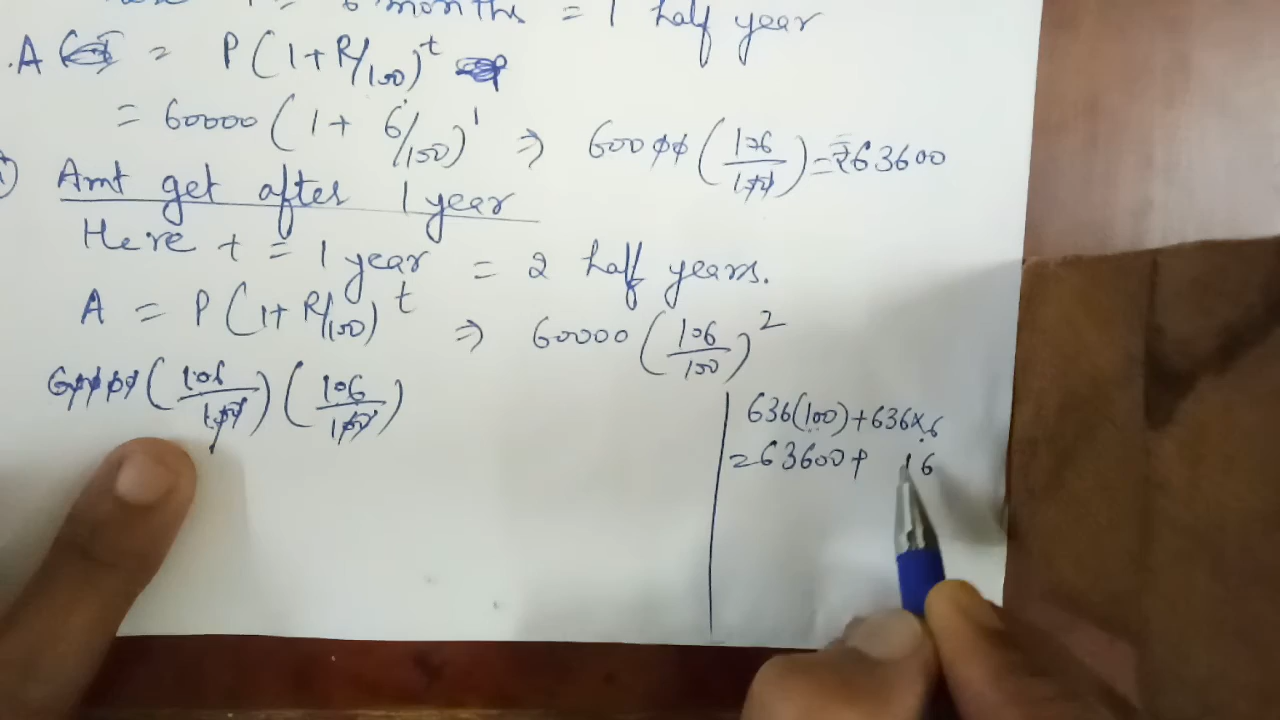 = 6 months = 1 half year
A = P(1+R/100)^t
= 60000 (1 + 6/100)^1 ⇒ 60000 (106/100) = ₹63600
Amt get after 1 year
Here t = 1 year = 2 half years.
A = P(1+R/100)^t ⇒ 60000 (106/100)^2
60000 (106/100) (106/100)
636(100)+636×6
=63600+ 16